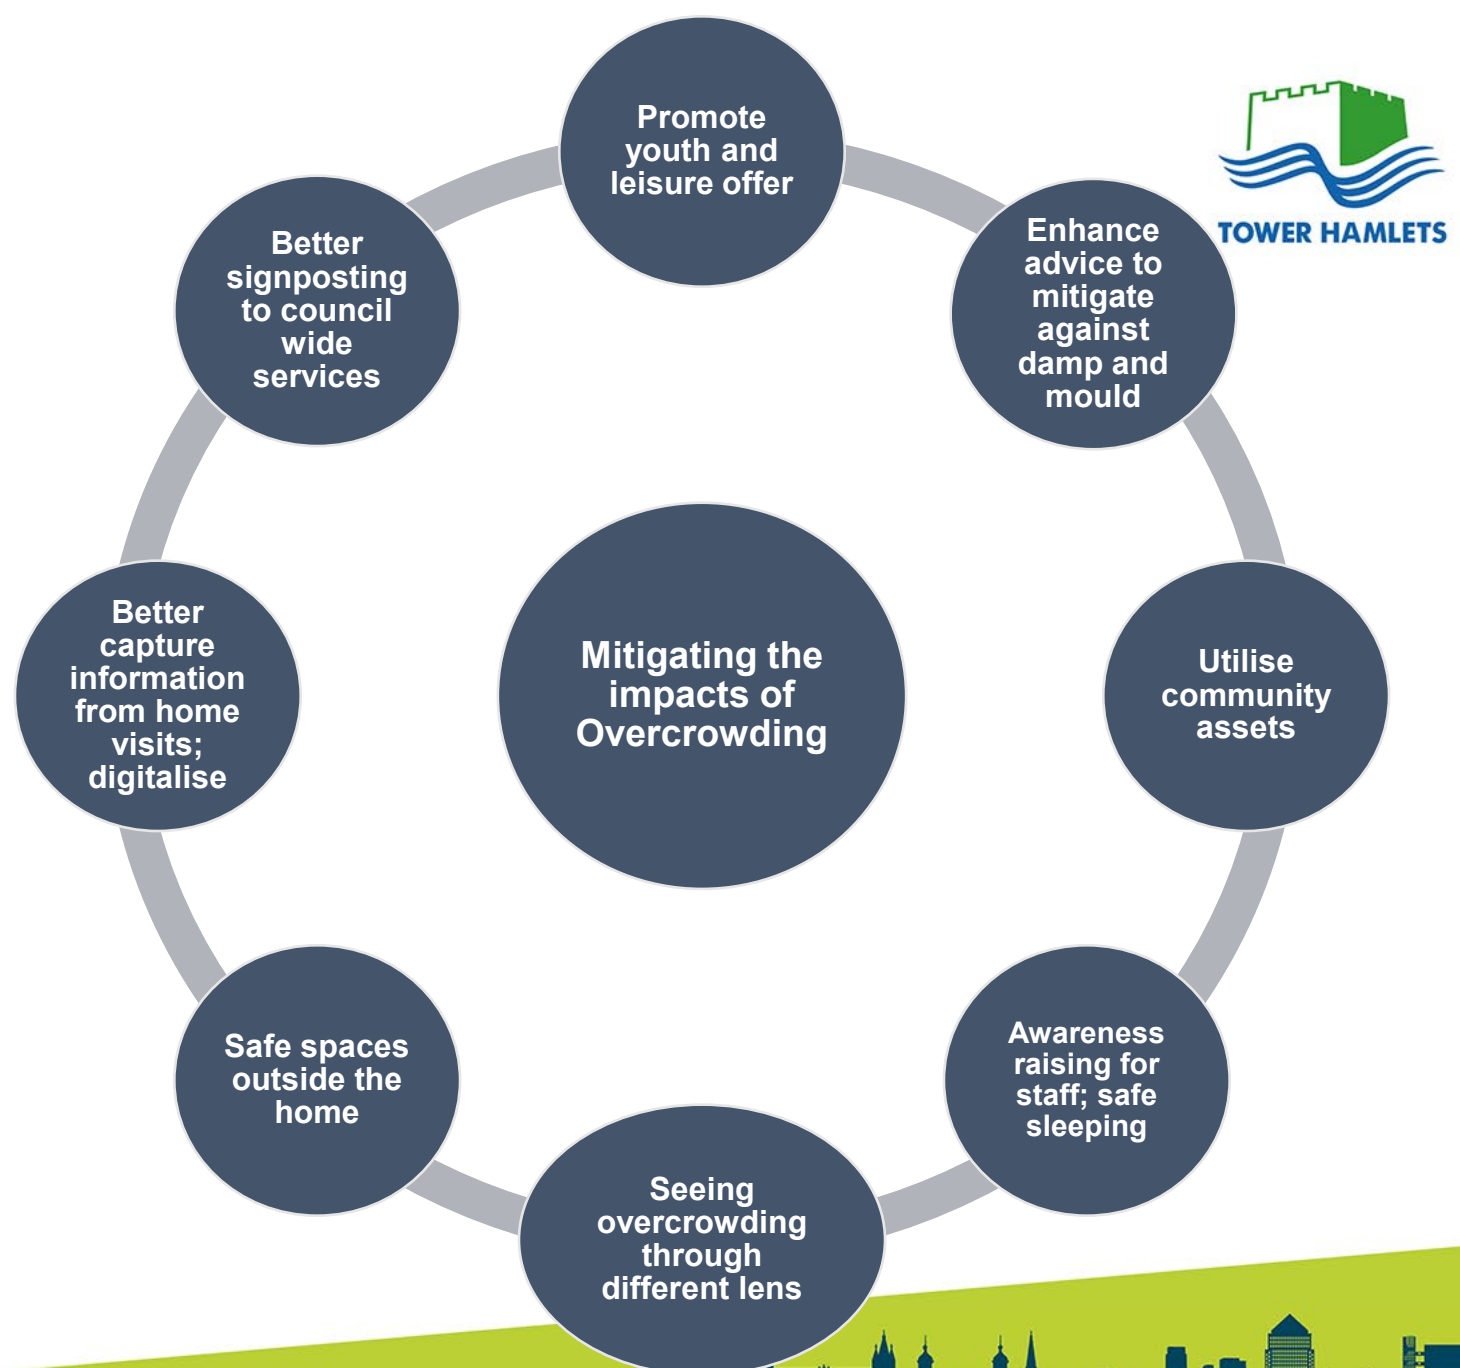 Promote
youth and
leisure offer
TOWER HAMLETS
Enhance
advice to
mitigate
against
damp and
mould
Utilise
community
assets
Awareness
raising for
staff; safe
sleeping
Seeing
overcrowding
through
different lens
Safe spaces
outside the
home
Better
capture
information
from home
visits;
digitalise
Better
signposting
to council
wide
services
Mitigating the
impacts of
Overcrowding